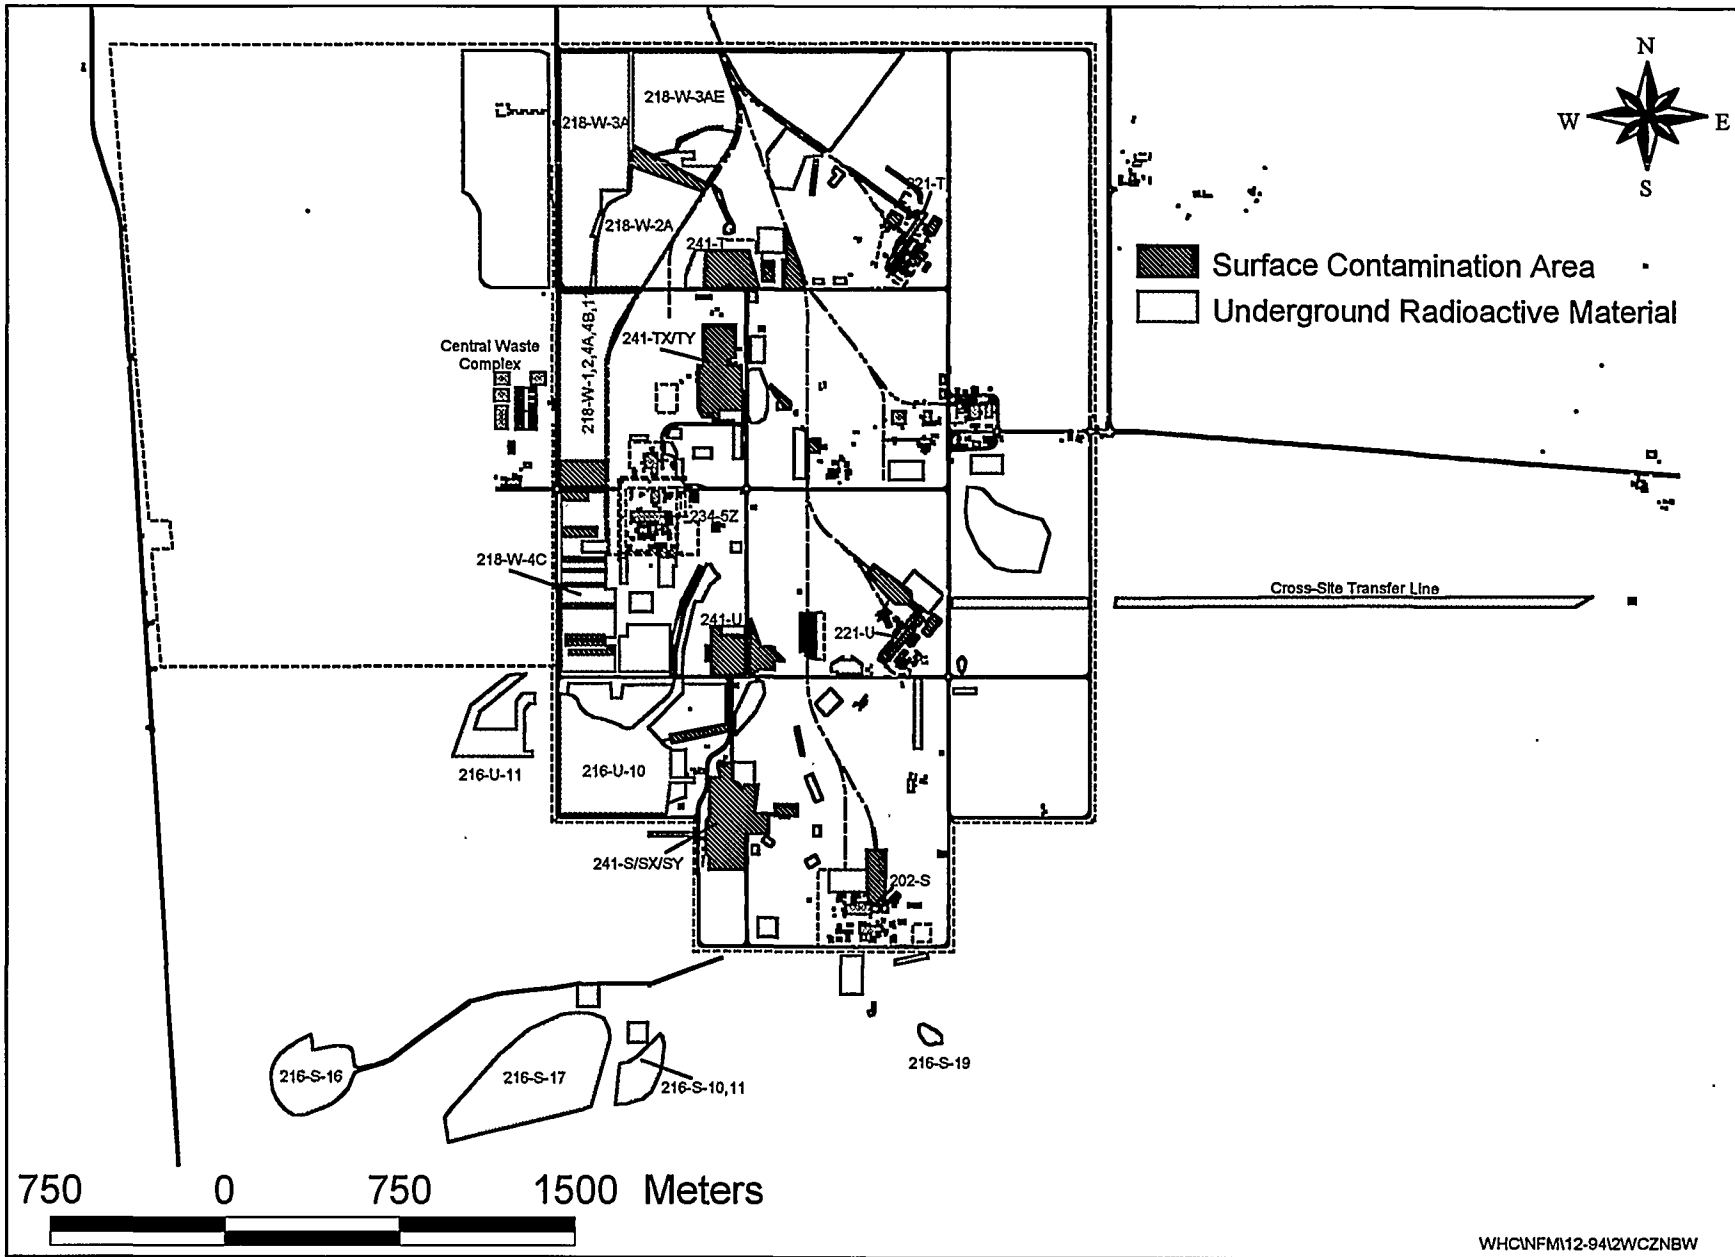 N
W E
S
218-W-3AE
218-W-3A
221-T
218-W-2A
241-T
Surface Contamination Area
Underground Radioactive Material
218-W-1,2,4A,4B,11
241-TX/TY
Central Waste
Complex
234-5Z
218-W-4C
Cross-Site Transfer Line
241-U
221-U
216-U-11
216-U-10
241-S/SX/SY
202-S
216-S-19
216-S-16
216-S-17
216-S-10,11
750 0 750 1500 Meters
WHC\NFM\12-94\2WCZNBW